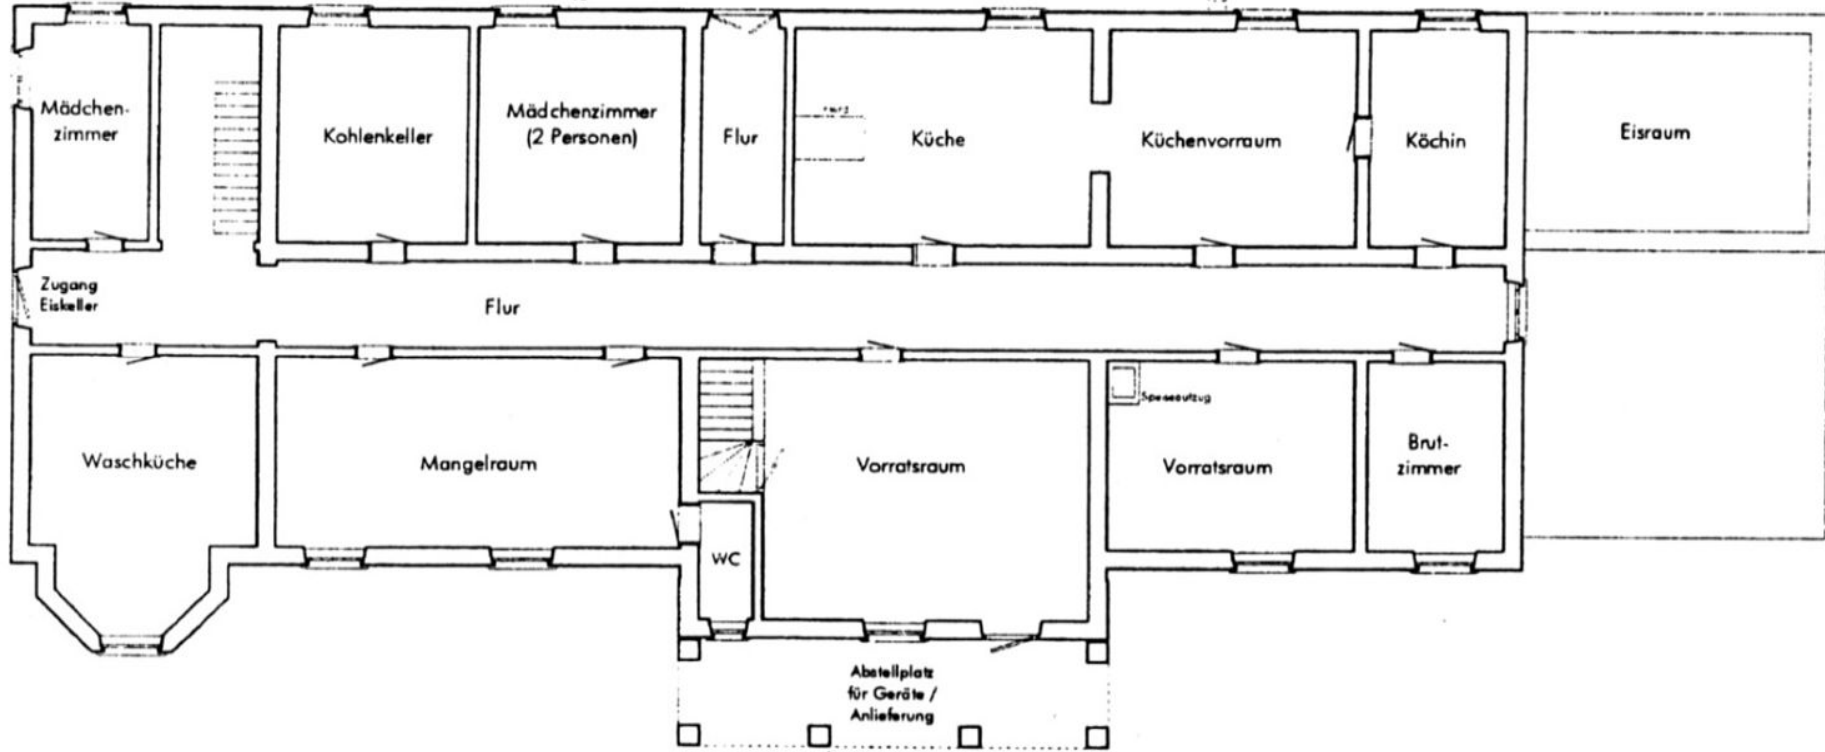 Mädchen-
zimmer
Kohlenkeller
Mädchenzimmer
(2 Personen)
Flur
Küche
Küchenvorraum
Köchin
Eisraum
Zugang
Eiskeller
Flur
Waschküche
Mangelraum
WC
Vorratsraum
Speiseaufzug
Vorratsraum
Brut-
zimmer
Abstellplatz
für Geräte /
Anlieferung